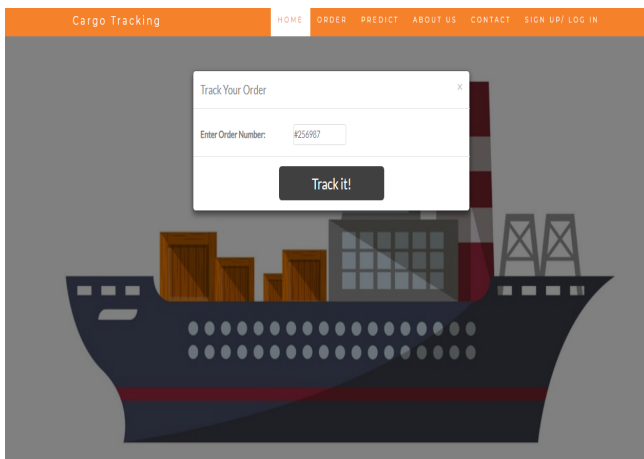 Cargo Tracking HOME ORDER PREDICT ABOUT US CONTACT SIGN UP/ LOG IN
Track Your Order x
Enter Order Number: #256987
Track it!